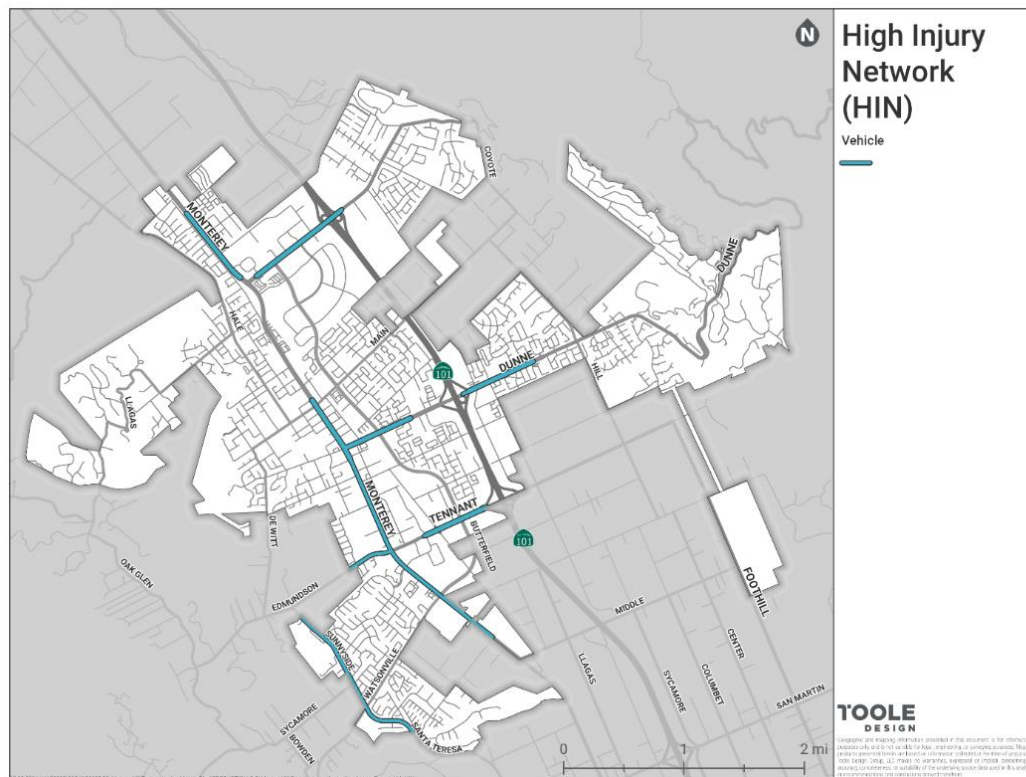 High Injury
Network
(HIN)
Vehicle
N
COYOTE
MONTEREY
DUNNE
HALE
MAIN
101
DUNNE
HILL
LLAGAS
MONTEREY
TENNANT
DE WITT
BUTTERFIELD
101
OAK GLEN
EDMUNDSON
FOOTHILL
MIDDLE
SUNNYSIDE
WATSONVILLE
LLAGAS
SYCAMORE
COLUMBET
CENTER
SAN MARTIN
SYCAMORE
BOWDEN
SANTA TERESA
0 1 2 mi
TOOLE
DESIGN